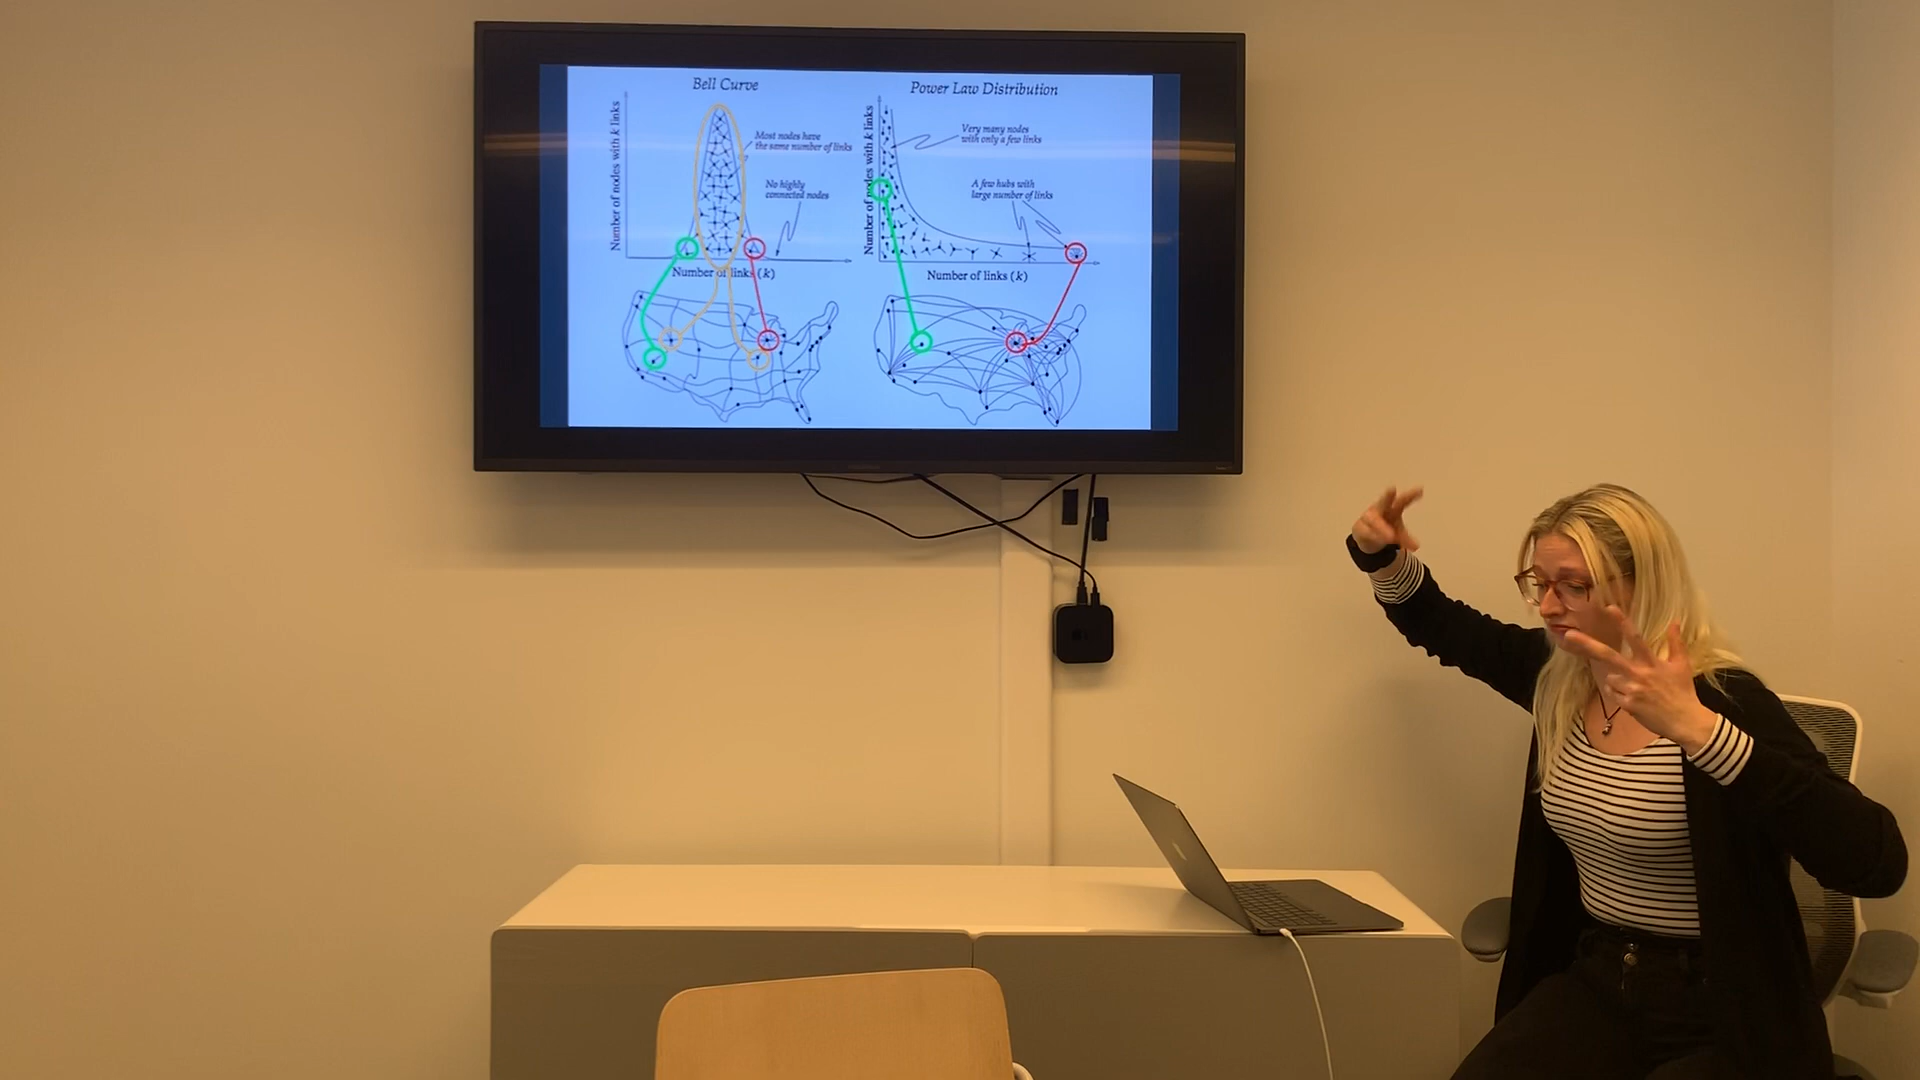 Bell Curve
Number of nodes with k links
Most nodes have
the same number of links
No highly
connected nodes
Number of links (k)
Power Law Distribution
Number of nodes with k links
Very many nodes
with only a few links
A few hubs with
large number of links
Number of links (k)